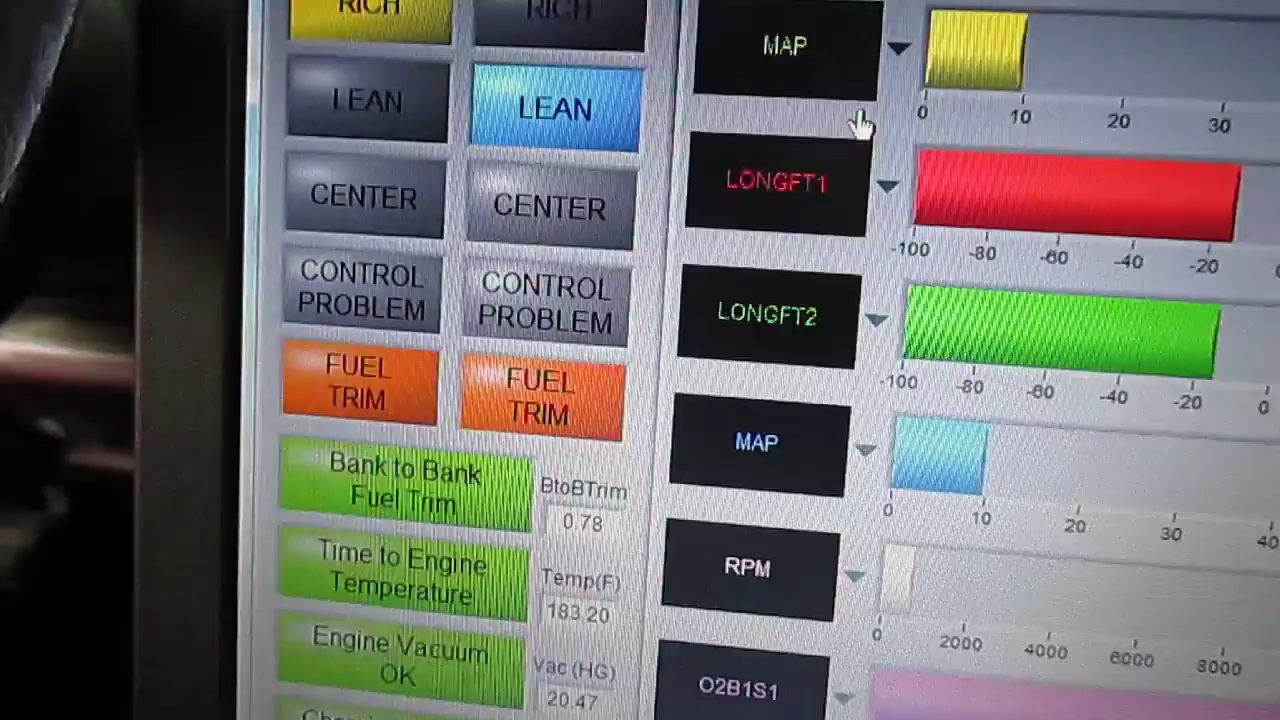 RICH
RICH
LEAN
LEAN
CENTER
CENTER
CONTROL
PROBLEM
CONTROL
PROBLEM
FUEL
TRIM
FUEL
TRIM
Bank to Bank
Fuel Trim
BtoBTrim
0.78
Time to Engine
Temperature
Temp(F)
183.20
Engine Vacuum
OK
Vac (HG)
20.47
MAP
0 10 20 30
LONGFT1
-100 -80 -60 -40 -20
LONGFT2
-100 -80 -60 -40 -20 0
MAP
0 10 20 30 40
RPM
0 2000 4000 6000 8000
O2B1S1